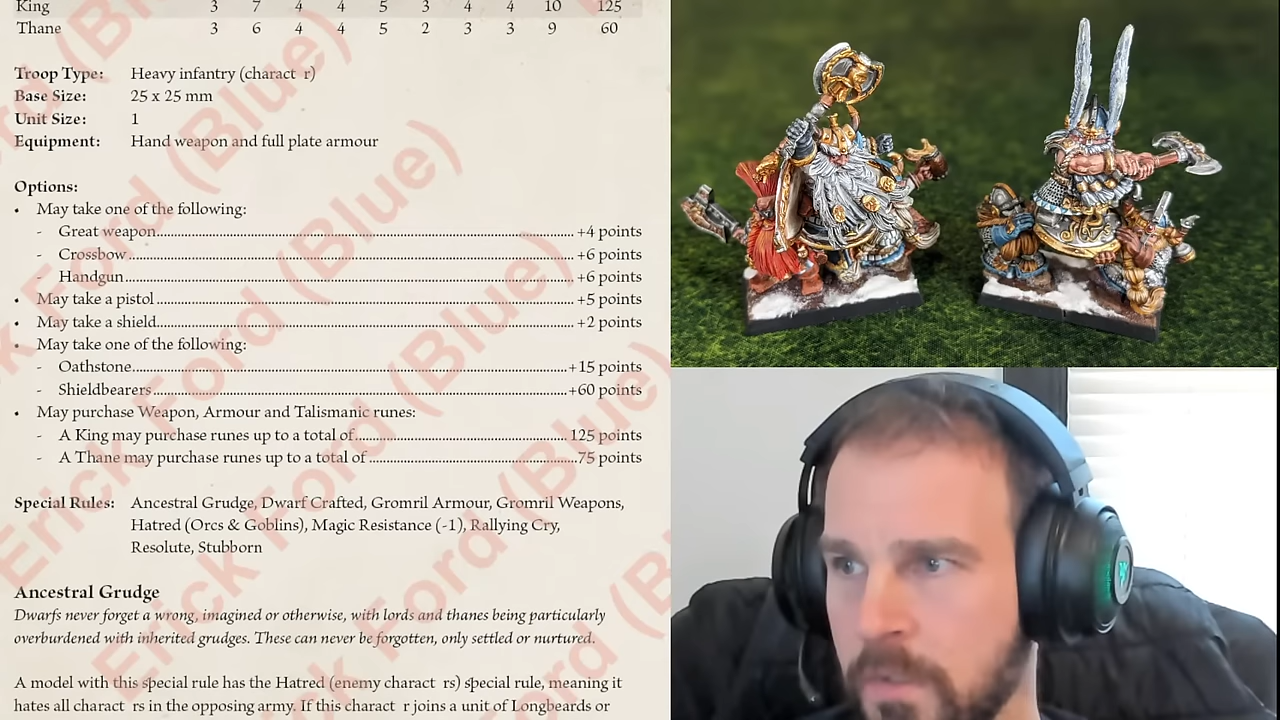 King 3 7 4 4 5 3 4 4 10 125
Thane 3 6 4 4 5 2 3 3 9 60
Troop Type: Heavy infantry (charact r)
Base Size: 25 x 25 mm
Unit Size: 1
Equipment: Hand weapon and full plate armour
Options:
• May take one of the following:
- Great weapon +4 points
- Crossbow +6 points
- Handgun +6 points
• May take a pistol +5 points
• May take a shield +2 points
• May take one of the following:
- Oathstone +15 points
- Shieldbearers +60 points
• May purchase Weapon, Armour and Talismanic runes:
- A King may purchase runes up to a total of 125 points
- A Thane may purchase runes up to a total of 75 points
Special Rules: Ancestral Grudge, Dwarf Crafted, Gromril Armour, Gromril Weapons,
Hatred (Orcs & Goblins), Magic Resistance (-1), Rallying Cry,
Resolute, Stubborn
Ancestral Grudge
Dwarfs never forget a wrong, imagined or otherwise, with lords and thanes being particularly
overburdened with inherited grudges. These can never be forgotten, only settled or nurtured.
A model with this special rule has the Hatred (enemy charact rs) special rule, meaning it
hates all charact rs in the opposing army. If this charact r joins a unit of Longbeards or
Erick Ford (Blue)